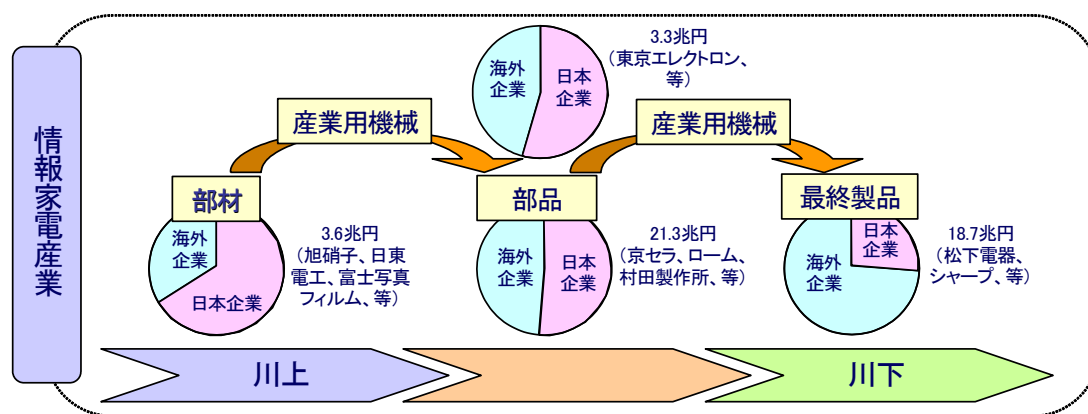 情報家電産業
海外
企業
日本
企業
3.3兆円
（東京エレクトロン、
等）
産業用機械
産業用機械
部材
海外
企業
日本企業
3.6兆円
（旭硝子、日東
電工、富士写真
フィルム、等）
部品
海外
企業
日本
企業
21.3兆円
（京セラ、ローム、
村田製作所、等）
最終製品
日本
企業
海外
企業
18.7兆円
（松下電器、
シャープ、等）
川上
川下